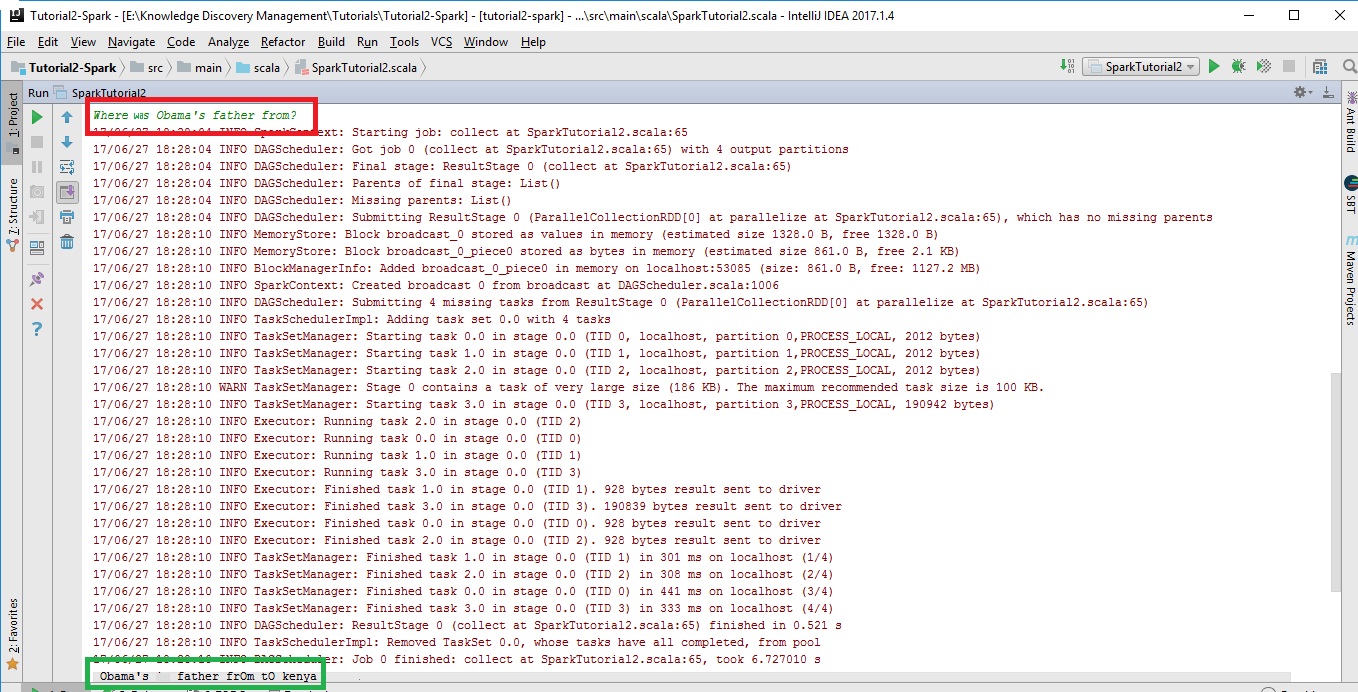 Tutorial2-Spark - [E:\Knowledge Discovery Management\Tutorials\Tutorial2-Spark] - [tutorial2-spark] - ...\src\main\scala\SparkTutorial2.scala - IntelliJ IDEA 2017.1.4
File Edit View Navigate Code Analyze Refactor Build Run Tools VCS Window Help
Tutorial2-Spark src main scala SparkTutorial2.scala SparkTutorial2
Run SparkTutorial2
1: Project
7: Structure
2: Favorites
Ant Build
SBT
Maven Projects
Where was Obama's father from?
17/06/27 18:28:04 INFO SparkContext: Starting job: collect at SparkTutorial2.scala:65
17/06/27 18:28:04 INFO DAGScheduler: Got job 0 (collect at SparkTutorial2.scala:65) with 4 output partitions
17/06/27 18:28:04 INFO DAGScheduler: Final stage: ResultStage 0 (collect at SparkTutorial2.scala:65)
17/06/27 18:28:04 INFO DAGScheduler: Parents of final stage: List()
17/06/27 18:28:04 INFO DAGScheduler: Missing parents: List()
17/06/27 18:28:04 INFO DAGScheduler: Submitting ResultStage 0 (ParallelCollectionRDD[0] at parallelize at SparkTutorial2.scala:65), which has no missing parents
17/06/27 18:28:10 INFO MemoryStore: Block broadcast_0 stored as values in memory (estimated size 1328.0 B, free 1328.0 B)
17/06/27 18:28:10 INFO MemoryStore: Block broadcast_0_piece0 stored as bytes in memory (estimated size 861.0 B, free 2.1 KB)
17/06/27 18:28:10 INFO BlockManagerInfo: Added broadcast_0_piece0 in memory on localhost:53085 (size: 861.0 B, free: 1127.2 MB)
17/06/27 18:28:10 INFO SparkContext: Created broadcast 0 from broadcast at DAGScheduler.scala:1006
17/06/27 18:28:10 INFO DAGScheduler: Submitting 4 missing tasks from ResultStage 0 (ParallelCollectionRDD[0] at parallelize at SparkTutorial2.scala:65)
17/06/27 18:28:10 INFO TaskSchedulerImpl: Adding task set 0.0 with 4 tasks
17/06/27 18:28:10 INFO TaskSetManager: Starting task 0.0 in stage 0.0 (TID 0, localhost, partition 0,PROCESS_LOCAL, 2012 bytes)
17/06/27 18:28:10 INFO TaskSetManager: Starting task 1.0 in stage 0.0 (TID 1, localhost, partition 1,PROCESS_LOCAL, 2012 bytes)
17/06/27 18:28:10 INFO TaskSetManager: Starting task 2.0 in stage 0.0 (TID 2, localhost, partition 2,PROCESS_LOCAL, 2012 bytes)
17/06/27 18:28:10 WARN TaskSetManager: Stage 0 contains a task of very large size (186 KB). The maximum recommended task size is 100 KB.
17/06/27 18:28:10 INFO TaskSetManager: Starting task 3.0 in stage 0.0 (TID 3, localhost, partition 3,PROCESS_LOCAL, 190942 bytes)
17/06/27 18:28:10 INFO Executor: Running task 2.0 in stage 0.0 (TID 2)
17/06/27 18:28:10 INFO Executor: Running task 0.0 in stage 0.0 (TID 0)
17/06/27 18:28:10 INFO Executor: Running task 1.0 in stage 0.0 (TID 1)
17/06/27 18:28:10 INFO Executor: Running task 3.0 in stage 0.0 (TID 3)
17/06/27 18:28:10 INFO Executor: Finished task 1.0 in stage 0.0 (TID 1). 928 bytes result sent to driver
17/06/27 18:28:10 INFO Executor: Finished task 3.0 in stage 0.0 (TID 3). 190839 bytes result sent to driver
17/06/27 18:28:10 INFO Executor: Finished task 0.0 in stage 0.0 (TID 0). 928 bytes result sent to driver
17/06/27 18:28:10 INFO Executor: Finished task 2.0 in stage 0.0 (TID 2). 928 bytes result sent to driver
17/06/27 18:28:10 INFO TaskSetManager: Finished task 1.0 in stage 0.0 (TID 1) in 301 ms on localhost (1/4)
17/06/27 18:28:10 INFO TaskSetManager: Finished task 2.0 in stage 0.0 (TID 2) in 308 ms on localhost (2/4)
17/06/27 18:28:10 INFO TaskSetManager: Finished task 0.0 in stage 0.0 (TID 0) in 441 ms on localhost (3/4)
17/06/27 18:28:10 INFO TaskSetManager: Finished task 3.0 in stage 0.0 (TID 3) in 333 ms on localhost (4/4)
17/06/27 18:28:10 INFO DAGScheduler: ResultStage 0 (collect at SparkTutorial2.scala:65) finished in 0.521 s
17/06/27 18:28:10 INFO TaskSchedulerImpl: Removed TaskSet 0.0, whose tasks have all completed, from pool
17/06/27 18:28:10 INFO DAGScheduler: Job 0 finished: collect at SparkTutorial2.scala:65, took 6.727010 s
Obama's father frOm tO kenya